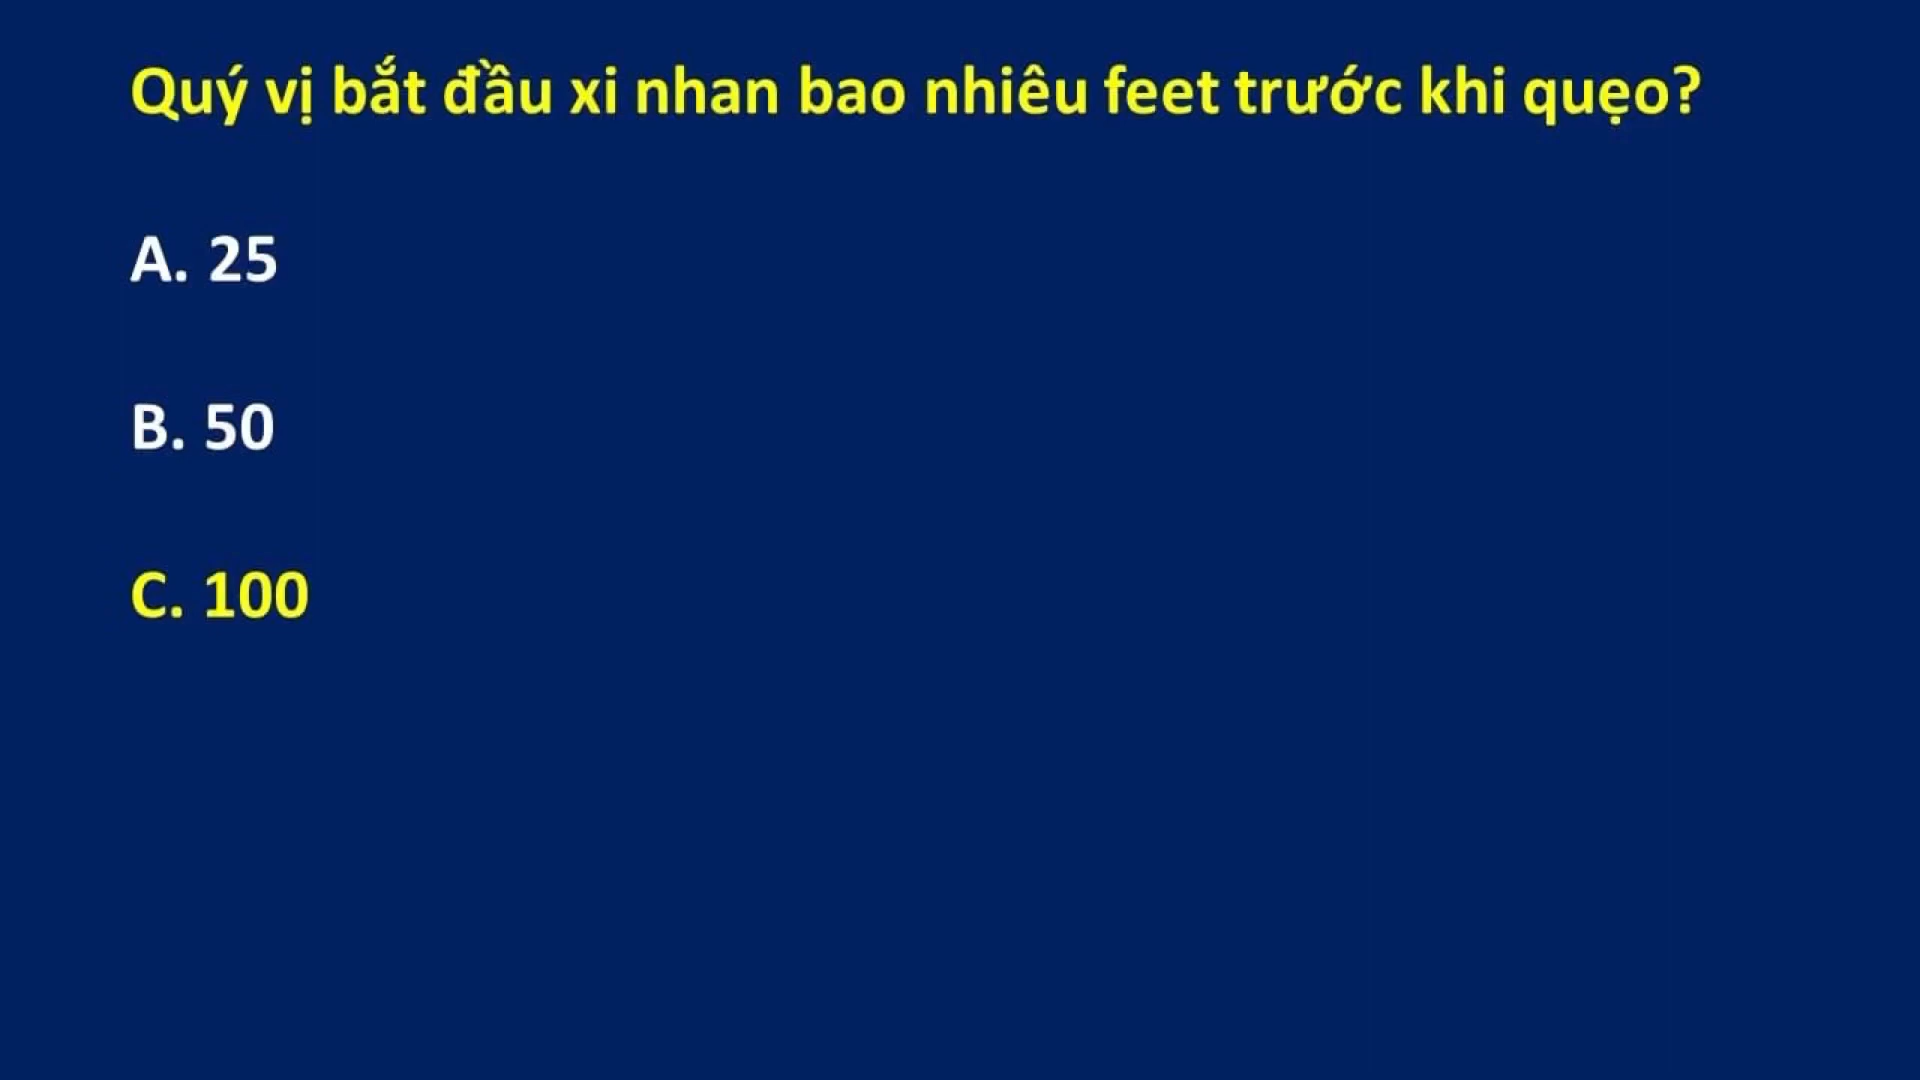 Quý vị bắt đầu xi nhan bao nhiêu feet trước khi quẹo?
A. 25
B. 50
C. 100